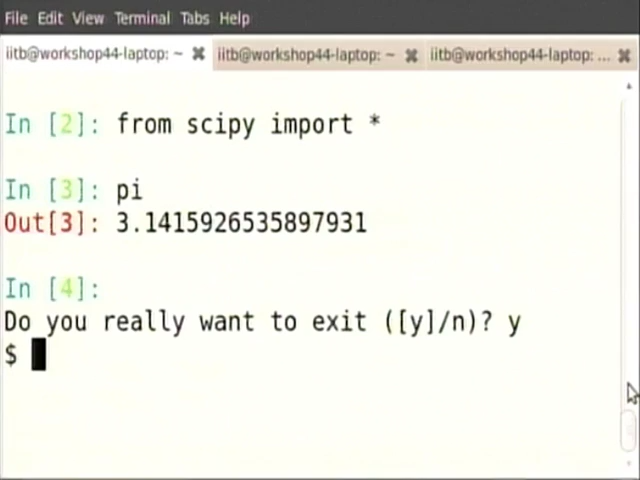 File Edit View Terminal Tabs Help
iitb@workshop44-laptop: ~ iitb@workshop44-laptop: ~ iitb@workshop44-laptop: ...
In [2]: from scipy import *
In [3]: pi
Out[3]: 3.1415926535897931
In [4]:
Do you really want to exit ([y]/n)? y
$